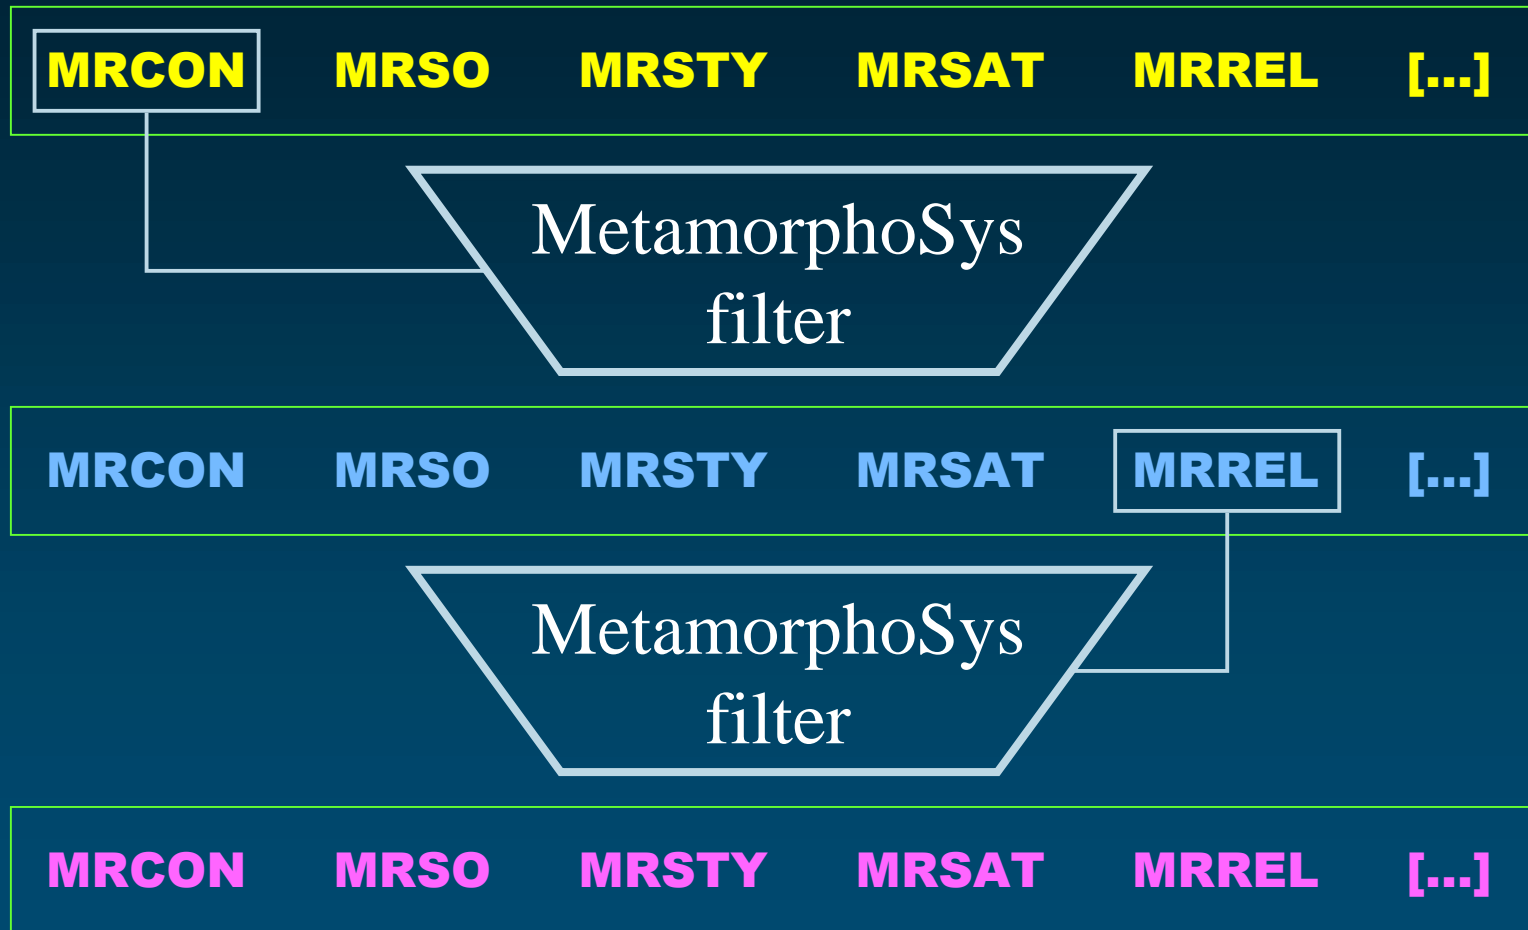 MRCON MRSO MRSTY MRSAT MRREL [...]
MetamorphoSys
filter
MRCON MRSO MRSTY MRSAT MRREL [...]
MetamorphoSys
filter
MRCON MRSO MRSTY MRSAT MRREL [...]